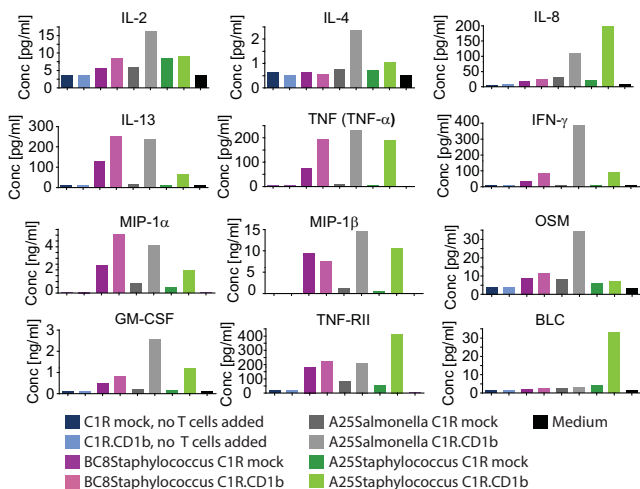 IL-2 IL-4 IL-8
Conc [pg/ml] 15 10 5 0
Conc [pg/ml] 2 1 0
Conc [pg/ml] 200 150 100 50 0
IL-13 TNF (TNF-α) IFN-γ
Conc [pg/ml] 300 200 100 0
Conc [pg/ml] 200 100 0
Conc [pg/ml] 400 300 200 100 0
MIP-1α MIP-1β OSM
Conc [ng/ml] 4 2 0
Conc [ng/ml] 15 10 5 0
Conc [pg/ml] 30 20 10 0
GM-CSF TNF-RII BLC
Conc [ng/ml] 3 2 1 0
Conc [pg/ml] 400 300 200 100 0
Conc [pg/ml] 30 20 10 0
C1R mock, no T cells added A25Salmonella C1R mock Medium
C1R.CD1b, no T cells added A25Salmonella C1R.CD1b
BC8Staphylococcus C1R mock A25Staphylococcus C1R mock
BC8Staphylococcus C1R.CD1b A25Staphylococcus C1R.CD1b